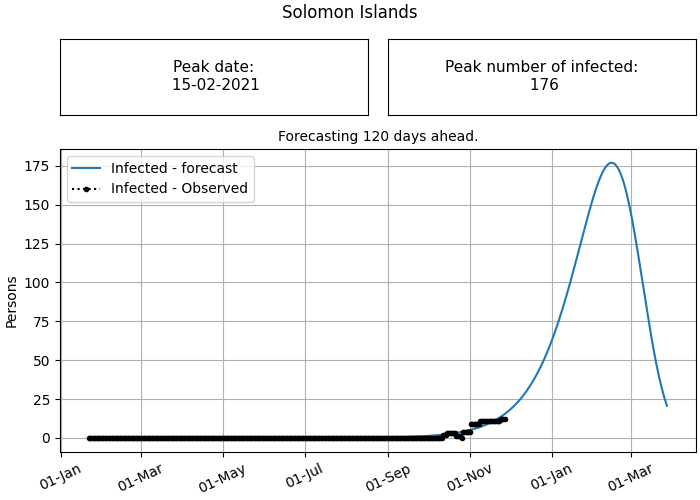 Solomon Islands
Peak date:
15-02-2021
Peak number of infected:
176
Forecasting 120 days ahead.
Infected - forecast
Infected - Observed
Persons
175
150
125
100
75
50
25
0
01-Jan
01-Mar
01-May
01-Jul
01-Sep
01-Nov
01-Jan
01-Mar